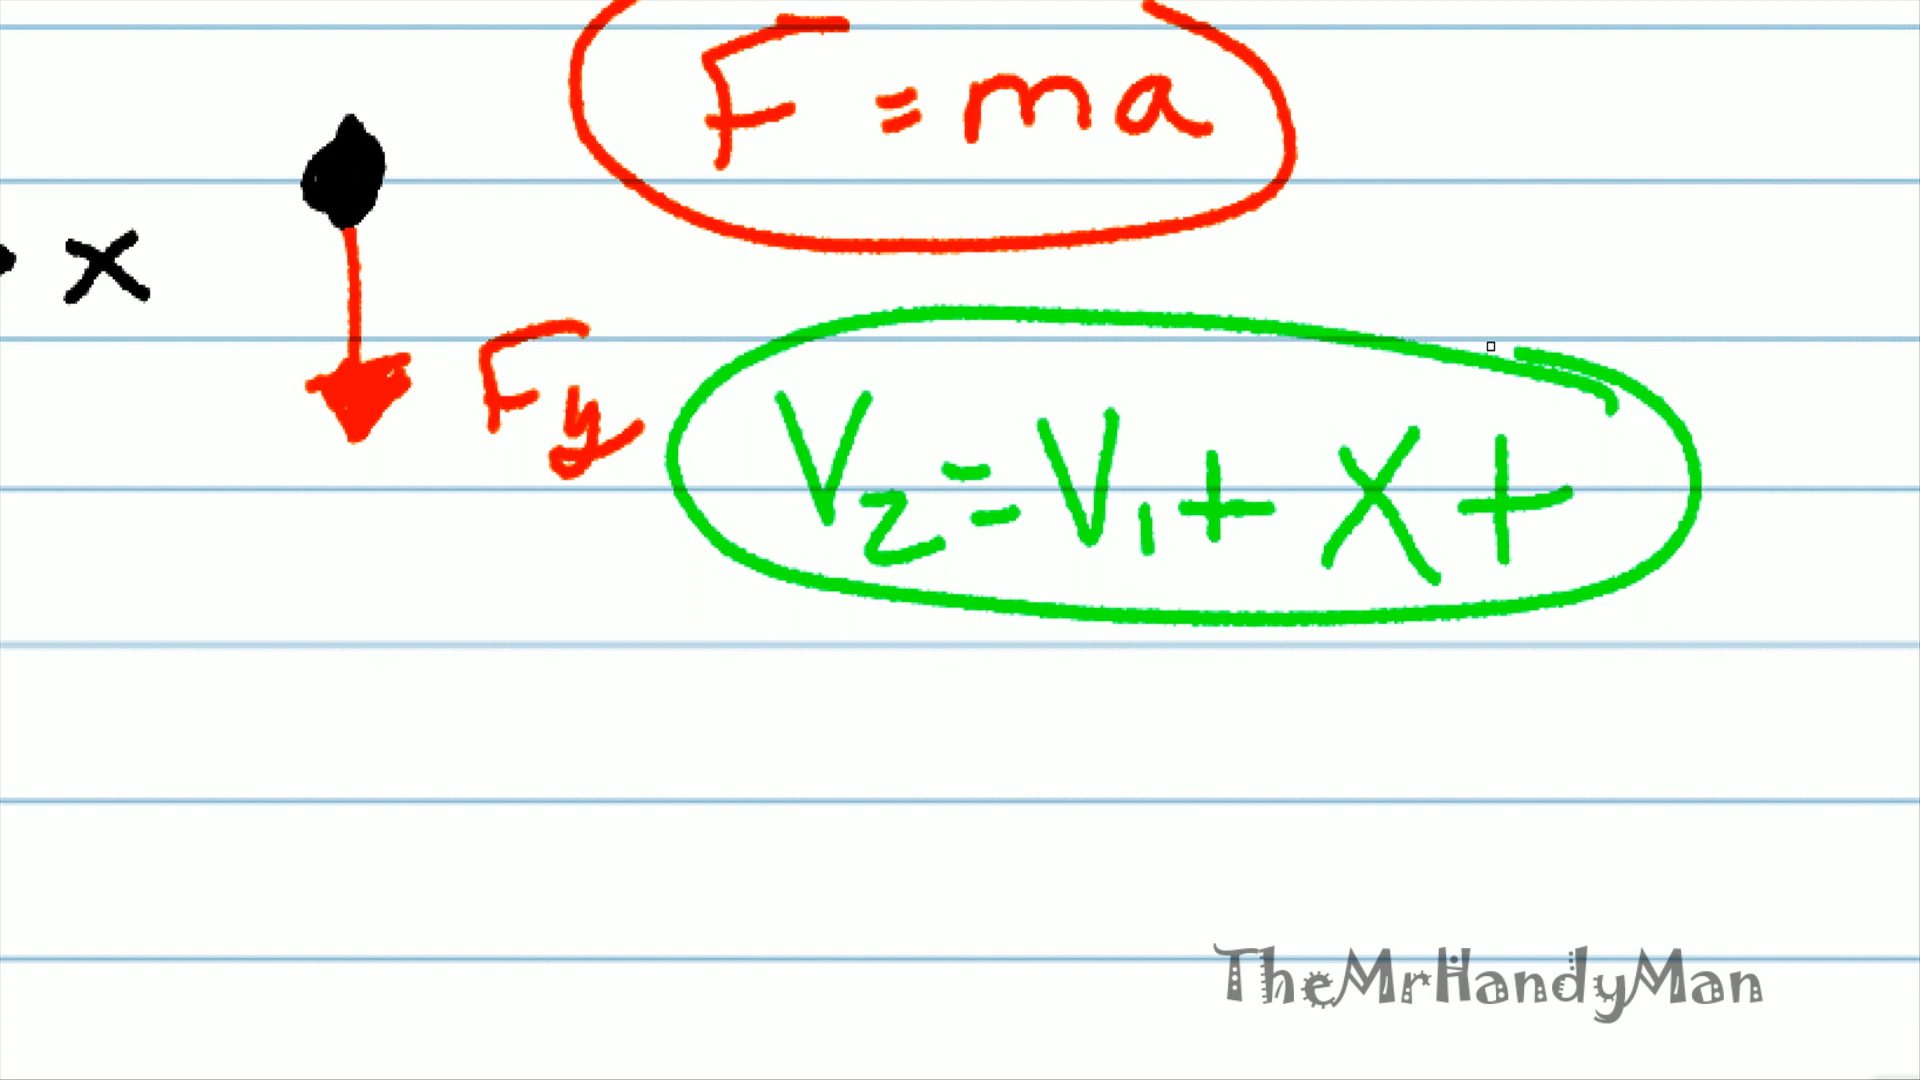 F = ma
x
Fy
V2 = V1 + X +
TheMrHandyMan